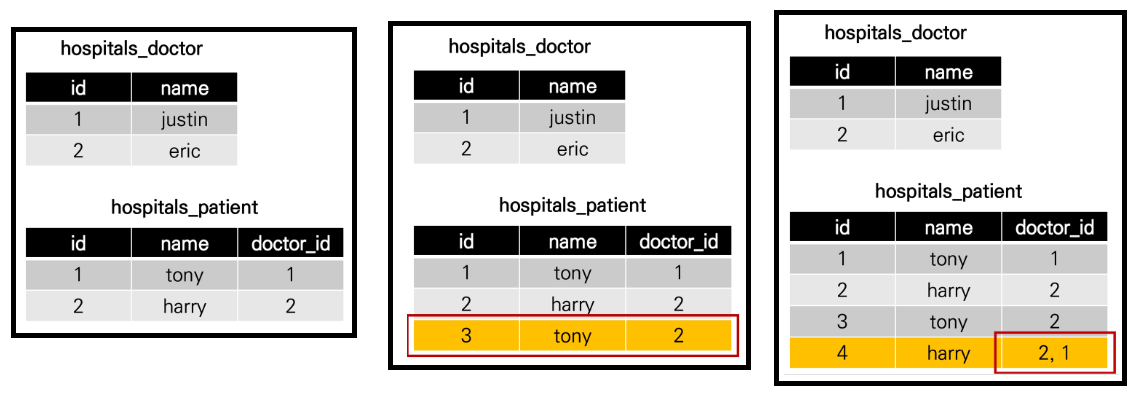 hospitals_doctor
id name
1 justin
2 eric
hospitals_patient
id name doctor_id
1 tony 1
2 harry 2
hospitals_doctor
id name
1 justin
2 eric
hospitals_patient
id name doctor_id
1 tony 1
2 harry 2
3 tony 2
hospitals_doctor
id name
1 justin
2 eric
hospitals_patient
id name doctor_id
1 tony 1
2 harry 2
3 tony 2
4 harry 2, 1